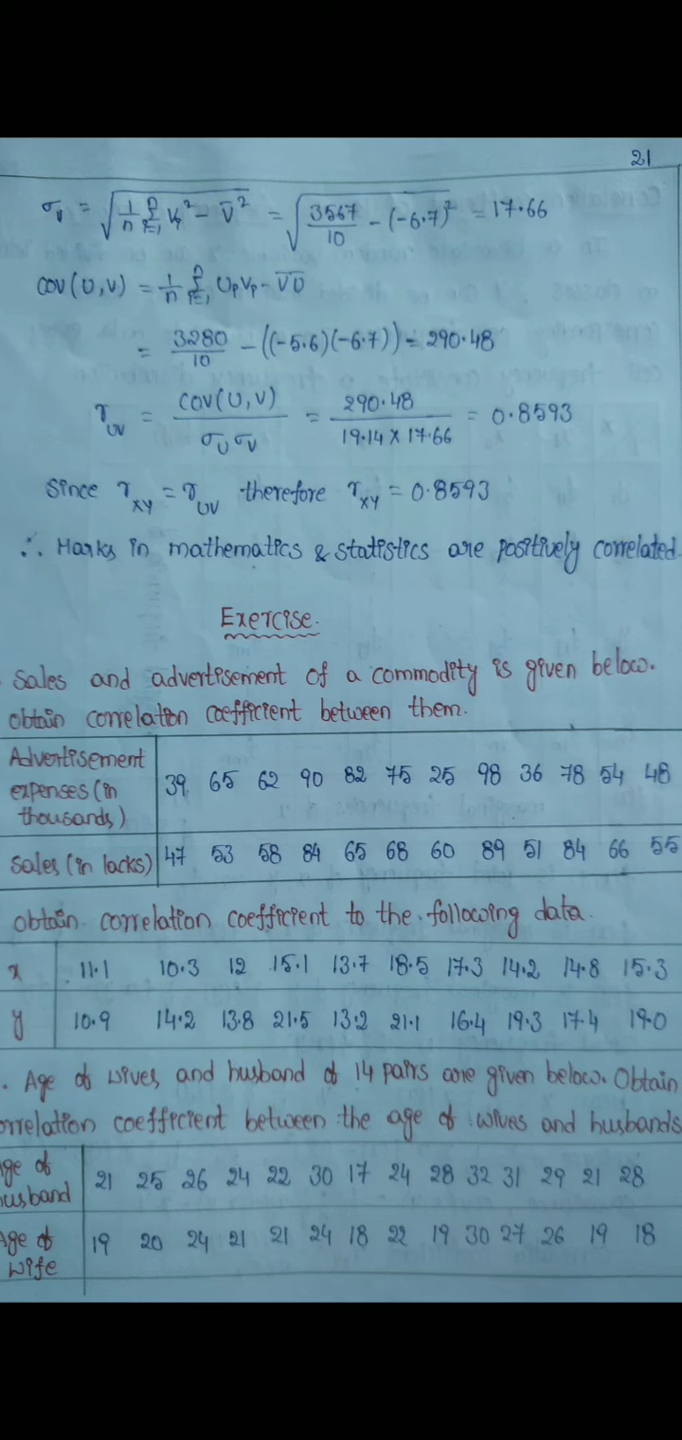 21
σ_V = √(1/n Σ_{i=1}^{n} V_i² - V̄²) = √(3567/10 - (-6.7)²) = 17.66
COV(U,V) = 1/n Σ_{i=1}^{n} UᵢVᵢ - V̄Ū
= 3280/10 - ((-5.6)(-6.7)) = 290.48
r_UV = COV(U,V)/σ_U σ_V = 290.48/19.14 X 17.66 = 0.8593
Since r_XY = r_UV therefore r_XY = 0.8593
∴ Marks in mathematics & statistics are positively correlated.
Exercise.
Sales and advertisement of a commodity is given below.
obtain correlation coefficient between them.
Advertisement expenses (in thousands) 39 65 62 90 82 75 25 98 36 78 54 48
Sales (in lacks) 47 53 58 84 65 68 60 89 51 84 66 55
obtain correlation coefficient to the following data.
x 11.1 10.3 12 15.1 13.7 18.5 17.3 14.2 14.8 15.3
y 10.9 14.2 13.8 21.5 13.2 21.1 16.4 19.3 17.4 19.0
. Age of wives and husband of 14 pairs are given below. Obtain
orrelation coefficient between the age of wives and husbands
ge of usband 21 25 26 24 22 30 17 24 28 32 31 29 21 28
Age of wife 19 20 24 21 21 24 18 22 19 30 27 26 19 18